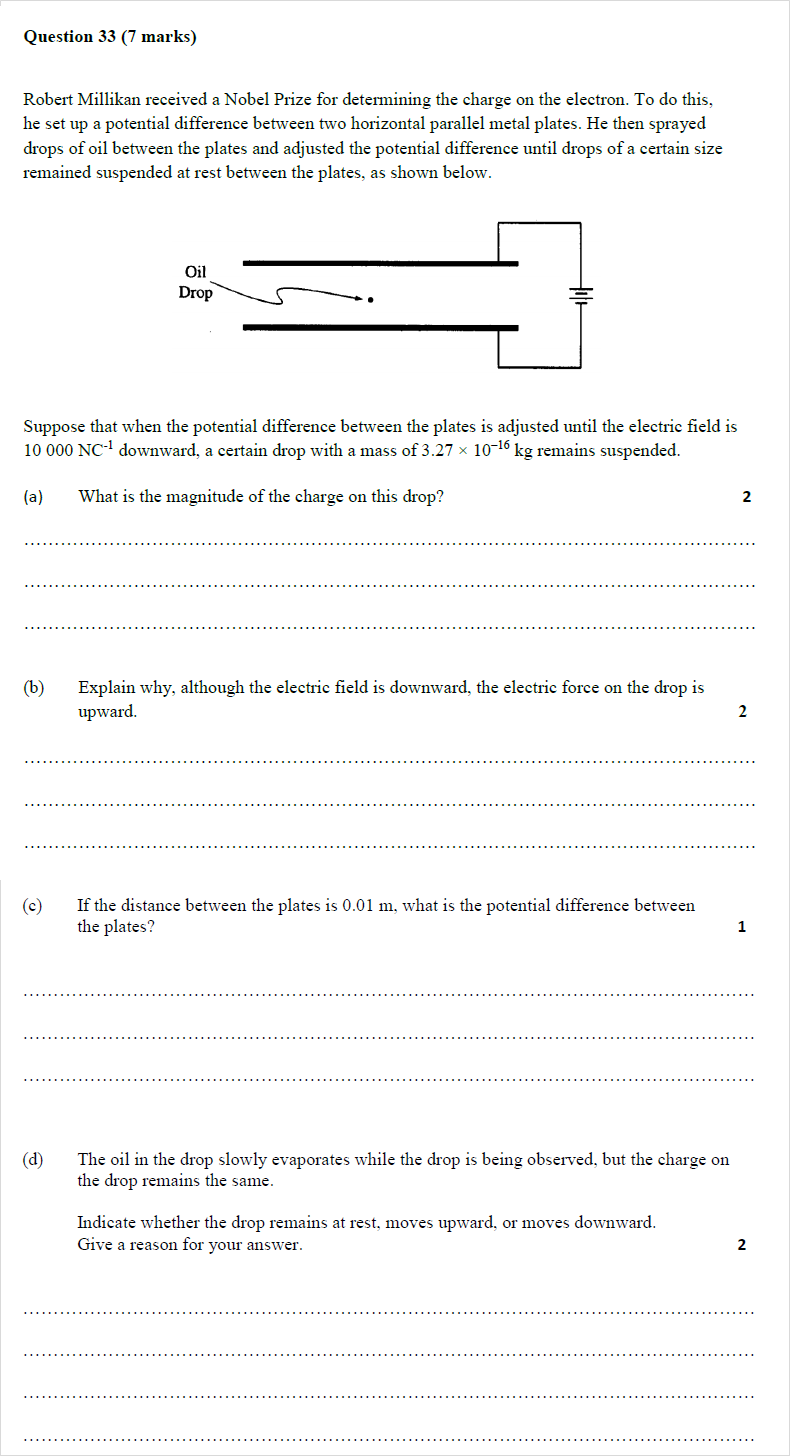 Question 33 (7 marks)
Robert Millikan received a Nobel Prize for determining the charge on the electron. To do this,
he set up a potential difference between two horizontal parallel metal plates. He then sprayed
drops of oil between the plates and adjusted the potential difference until drops of a certain size
remained suspended at rest between the plates, as shown below.
Oil
Drop
Suppose that when the potential difference between the plates is adjusted until the electric field is
10 000 NC⁻¹ downward, a certain drop with a mass of 3.27 × 10⁻¹⁶ kg remains suspended.
(a) What is the magnitude of the charge on this drop? 2
(b) Explain why, although the electric field is downward, the electric force on the drop is
upward. 2
(c) If the distance between the plates is 0.01 m, what is the potential difference between
the plates? 1
(d) The oil in the drop slowly evaporates while the drop is being observed, but the charge on
the drop remains the same.
Indicate whether the drop remains at rest, moves upward, or moves downward.
Give a reason for your answer. 2